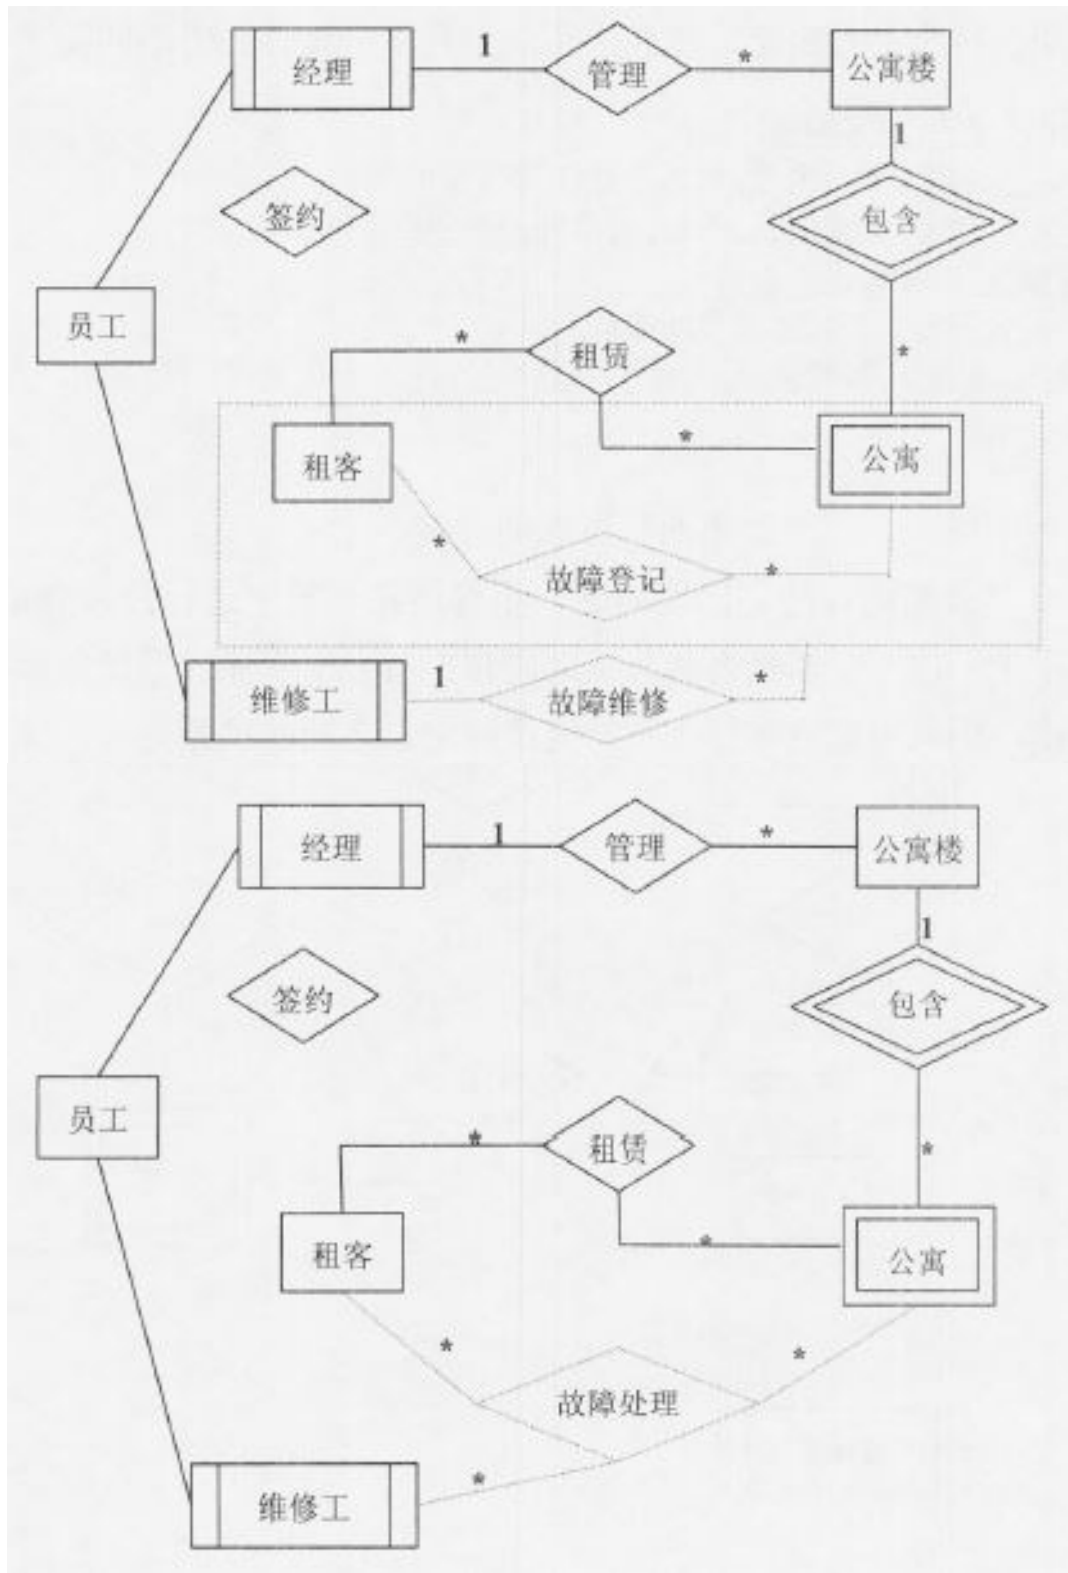 经理
1
管理
*
公寓楼
1
签约
包含
员工
*
租赁
*
*
租客
公寓
*
故障登记
*
维修工
1
故障维修
*
经理
1
管理
*
公寓楼
1
签约
包含
员工
*
租赁
*
*
租客
公寓
*
*
故障处理
*
维修工